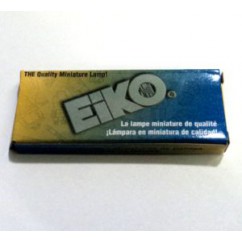 THE Quality Miniature Lamp!
EiKO®
La lampe miniature de qualité
¡Lámpara en miniatura de calidad!